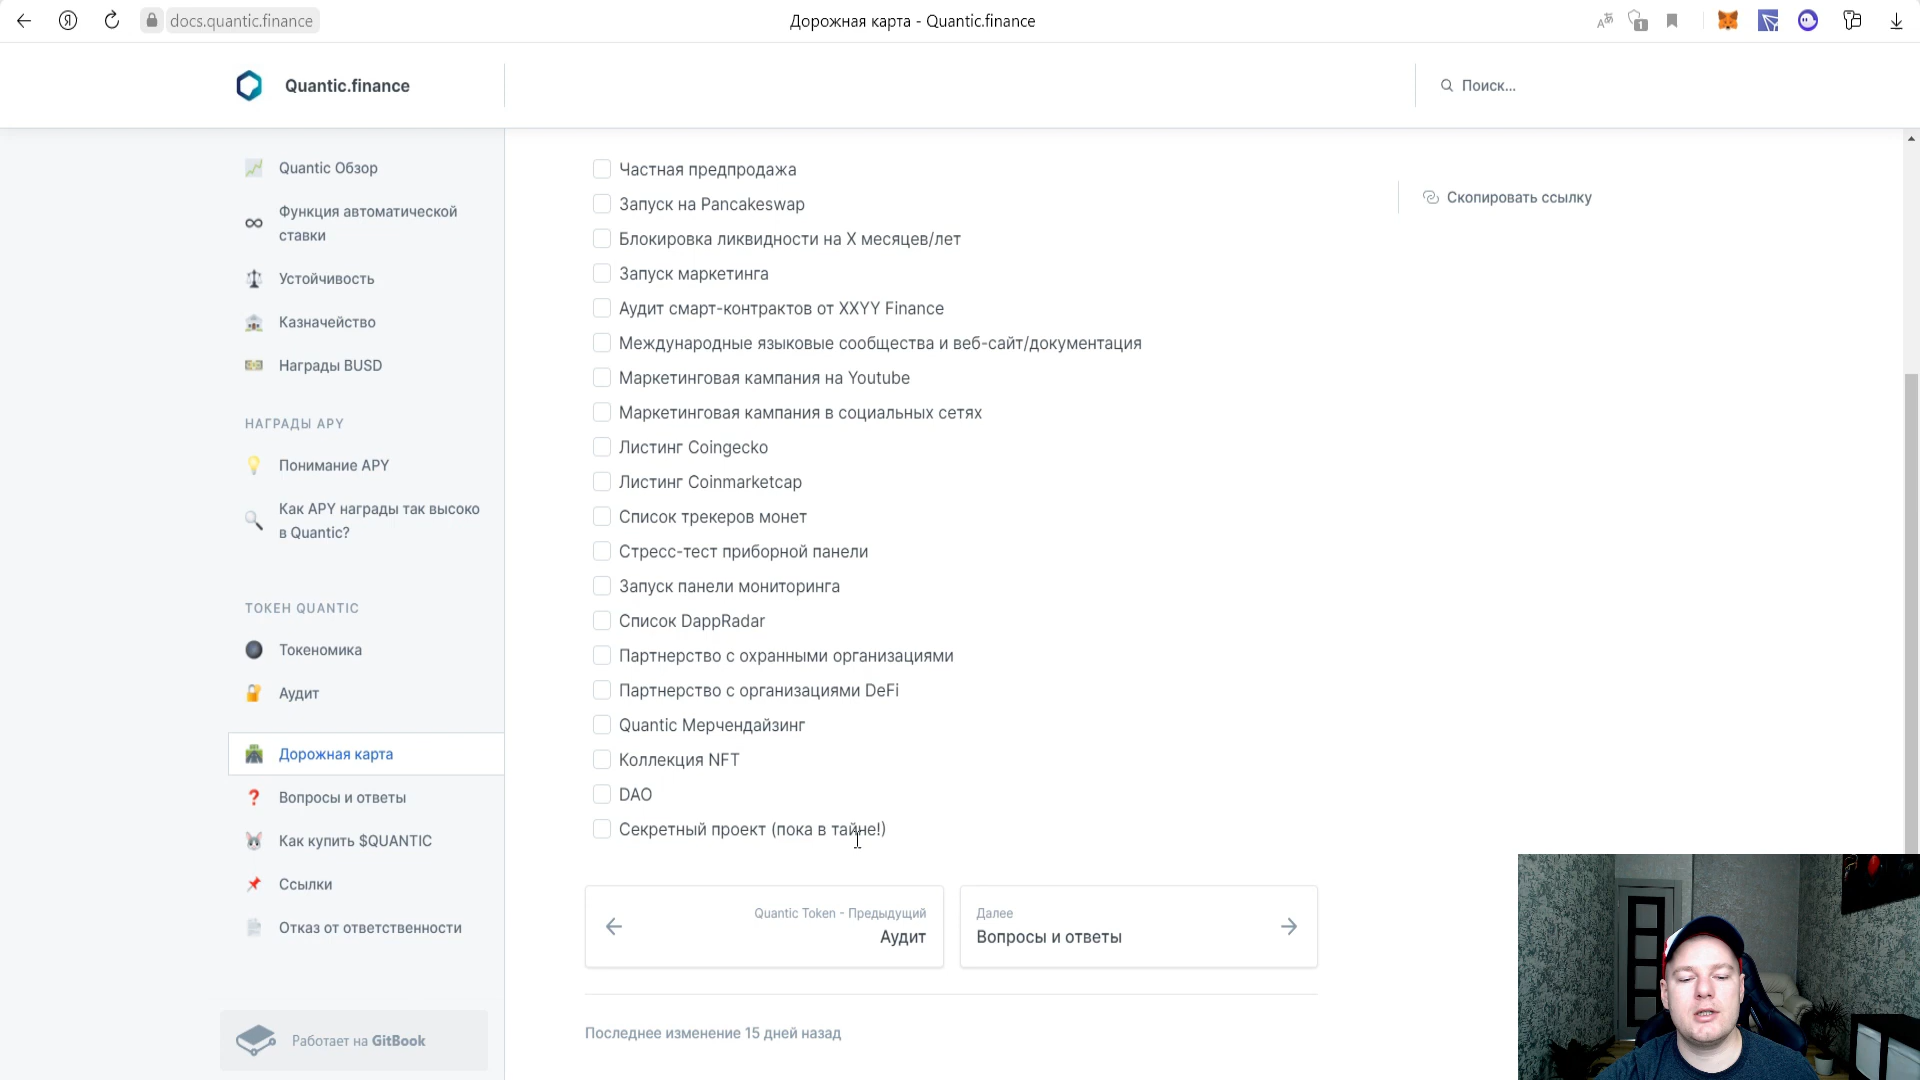 docs.quantic.finance
Дорожная карта - Quantic.finance
1
Quantic.finance
Поиск...
Quantic Обзор
Функция автоматической
ставки
Устойчивость
Казначейство
Награды BUSD
НАГРАДЫ APY
Понимание APY
Как APY награды так высоко
в Quantic?
ТОКЕН QUANTIC
Токеномика
Аудит
Дорожная карта
Вопросы и ответы
Как купить $QUANTIC
Ссылки
Отказ от ответственности
Работает на GitBook
Частная предпродажа
Запуск на Pancakeswap
Блокировка ликвидности на X месяцев/лет
Запуск маркетинга
Аудит смарт-контрактов от XXYY Finance
Международные языковые сообщества и веб-сайт/документация
Маркетинговая кампания на Youtube
Маркетинговая кампания в социальных сетях
Листинг Coingecko
Листинг Coinmarketcap
Список трекеров монет
Стресс-тест приборной панели
Запуск панели мониторинга
Список DappRadar
Партнерство с охранными организациями
Партнерство с организациями DeFi
Quantic Мерчендайзинг
Коллекция NFT
DAO
Секретный проект (пока в тайне!)
Quantic Token - Предыдущий
Аудит
Далее
Вопросы и ответы
Последнее изменение 15 дней назад
Скопировать ссылку